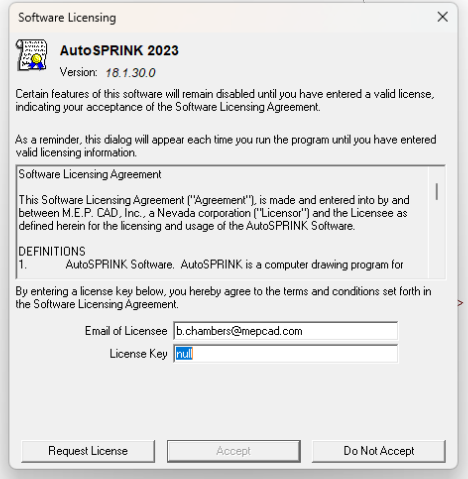 Software Licensing
AutoSPRINK 2023
Version: 18.1.30.0
Certain features of this software will remain disabled until you have entered a valid license,
indicating your acceptance of the Software Licensing Agreement.
As a reminder, this dialog will appear each time you run the program until you have entered
valid licensing information.
Software Licensing Agreement
This Software Licensing Agreement ("Agreement"), is made and entered into by and
between M.E.P. CAD, Inc., a Nevada corporation ("Licensor") and the Licensee as
defined herein for the licensing and usage of the AutoSPRINK Software.
DEFINITIONS
1. AutoSPRINK Software. AutoSPRINK is a computer drawing program for
By entering a license key below, you hereby agree to the terms and conditions set forth in
the Software Licensing Agreement.
Email of Licensee b.chambers@mepcad.com
License Key null
Request License Accept Do Not Accept